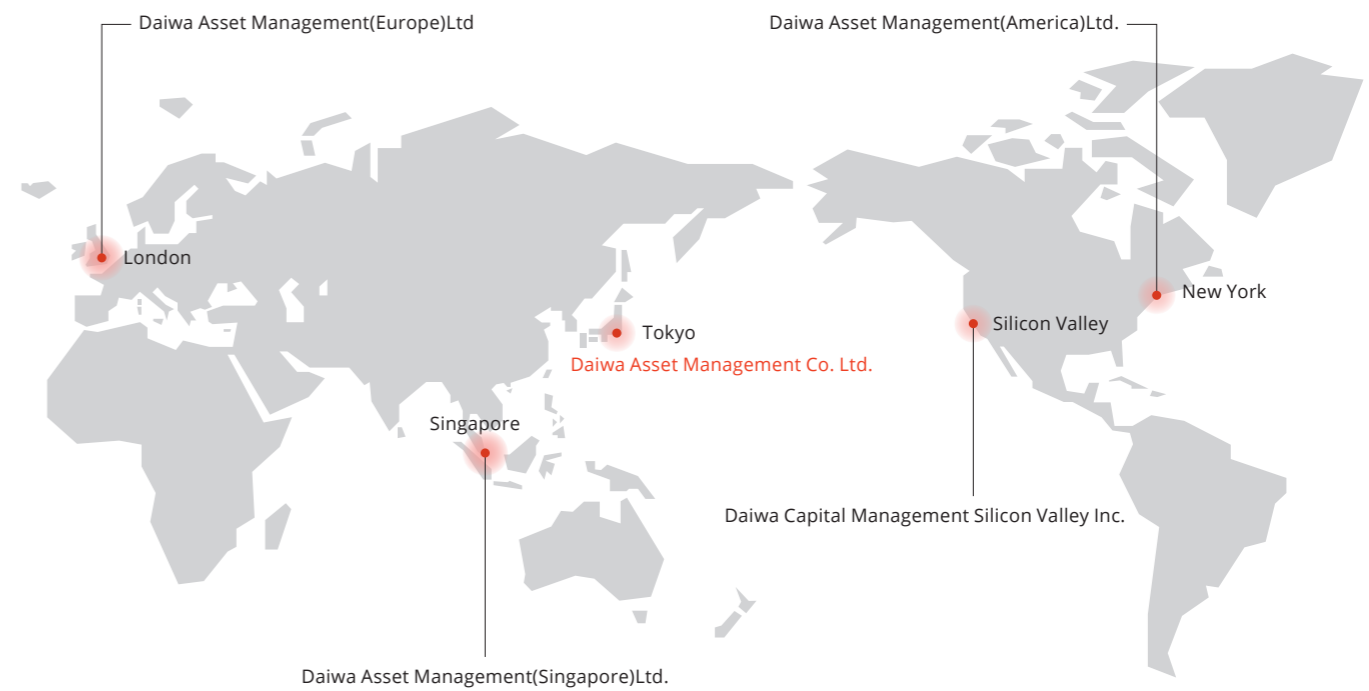 Daiwa Asset Management(Europe)Ltd
Daiwa Asset Management(America)Ltd.
London
New York
Silicon Valley
Tokyo
Daiwa Asset Management Co. Ltd.
Singapore
Daiwa Capital Management Silicon Valley Inc.
Daiwa Asset Management(Singapore)Ltd.